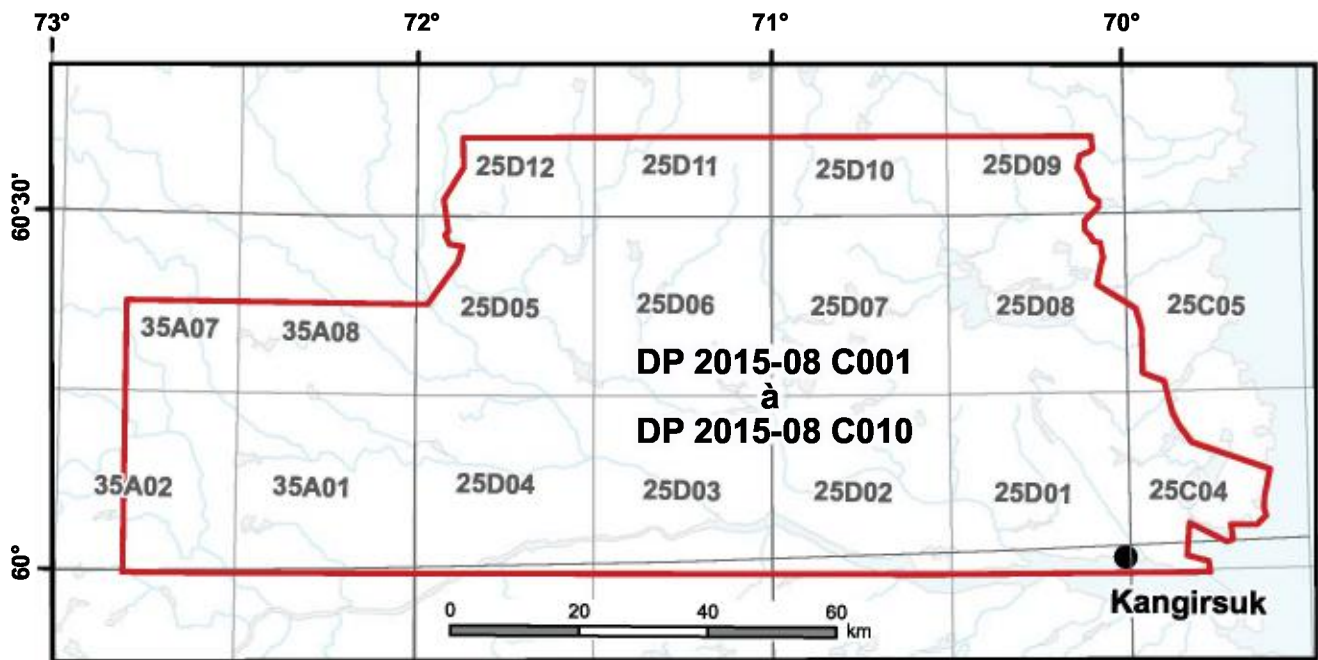 73° 72° 71° 70°
25D12 25D11 25D10 25D09
60°30'
25D05 25D06 25D07 25D08 25C05
35A07 35A08
DP 2015-08 C001
à
DP 2015-08 C010
35A02 35A01 25D04 25D03 25D02 25D01 25C04
60°
Kangirsuk
0 20 40 60
km